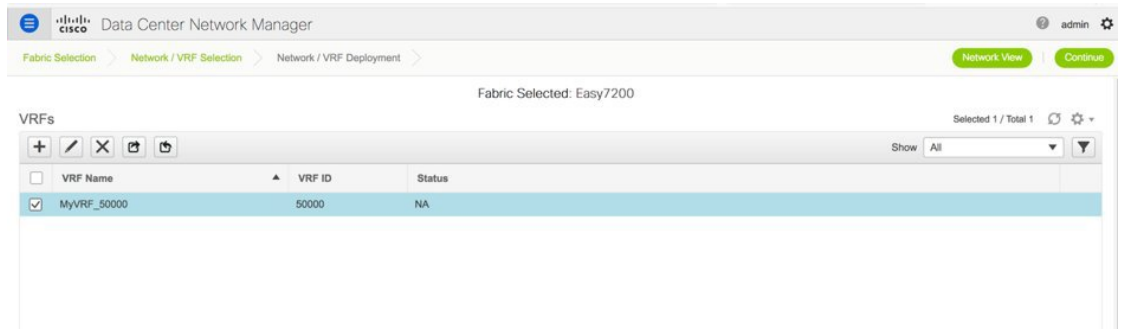 cisco Data Center Network Manager admin
Fabric Selection Network / VRF Selection Network / VRF Deployment Network View Continue
Fabric Selected: Easy7200
VRFs Selected 1 / Total 1
Show All
VRF Name VRF ID Status
MyVRF_50000 50000 NA